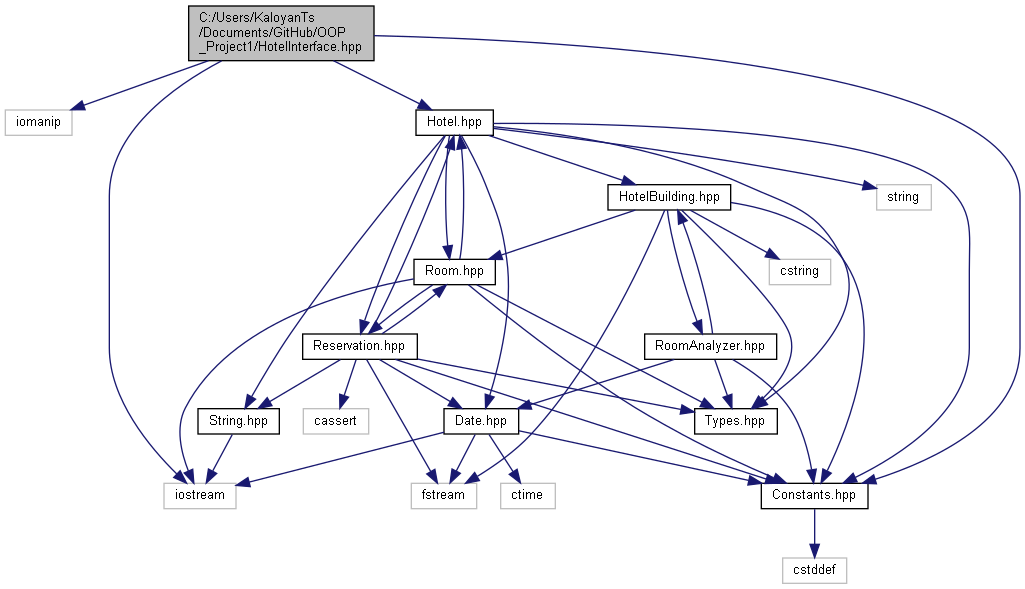 C:/Users/KaloyanTs
/Documents/GitHub/OOP
_Project1/HotelInterface.hpp
iomanip
Hotel.hpp
HotelBuilding.hpp
string
Room.hpp
cstring
Reservation.hpp
RoomAnalyzer.hpp
String.hpp
cassert
Date.hpp
Types.hpp
iostream
fstream
ctime
Constants.hpp
cstddef